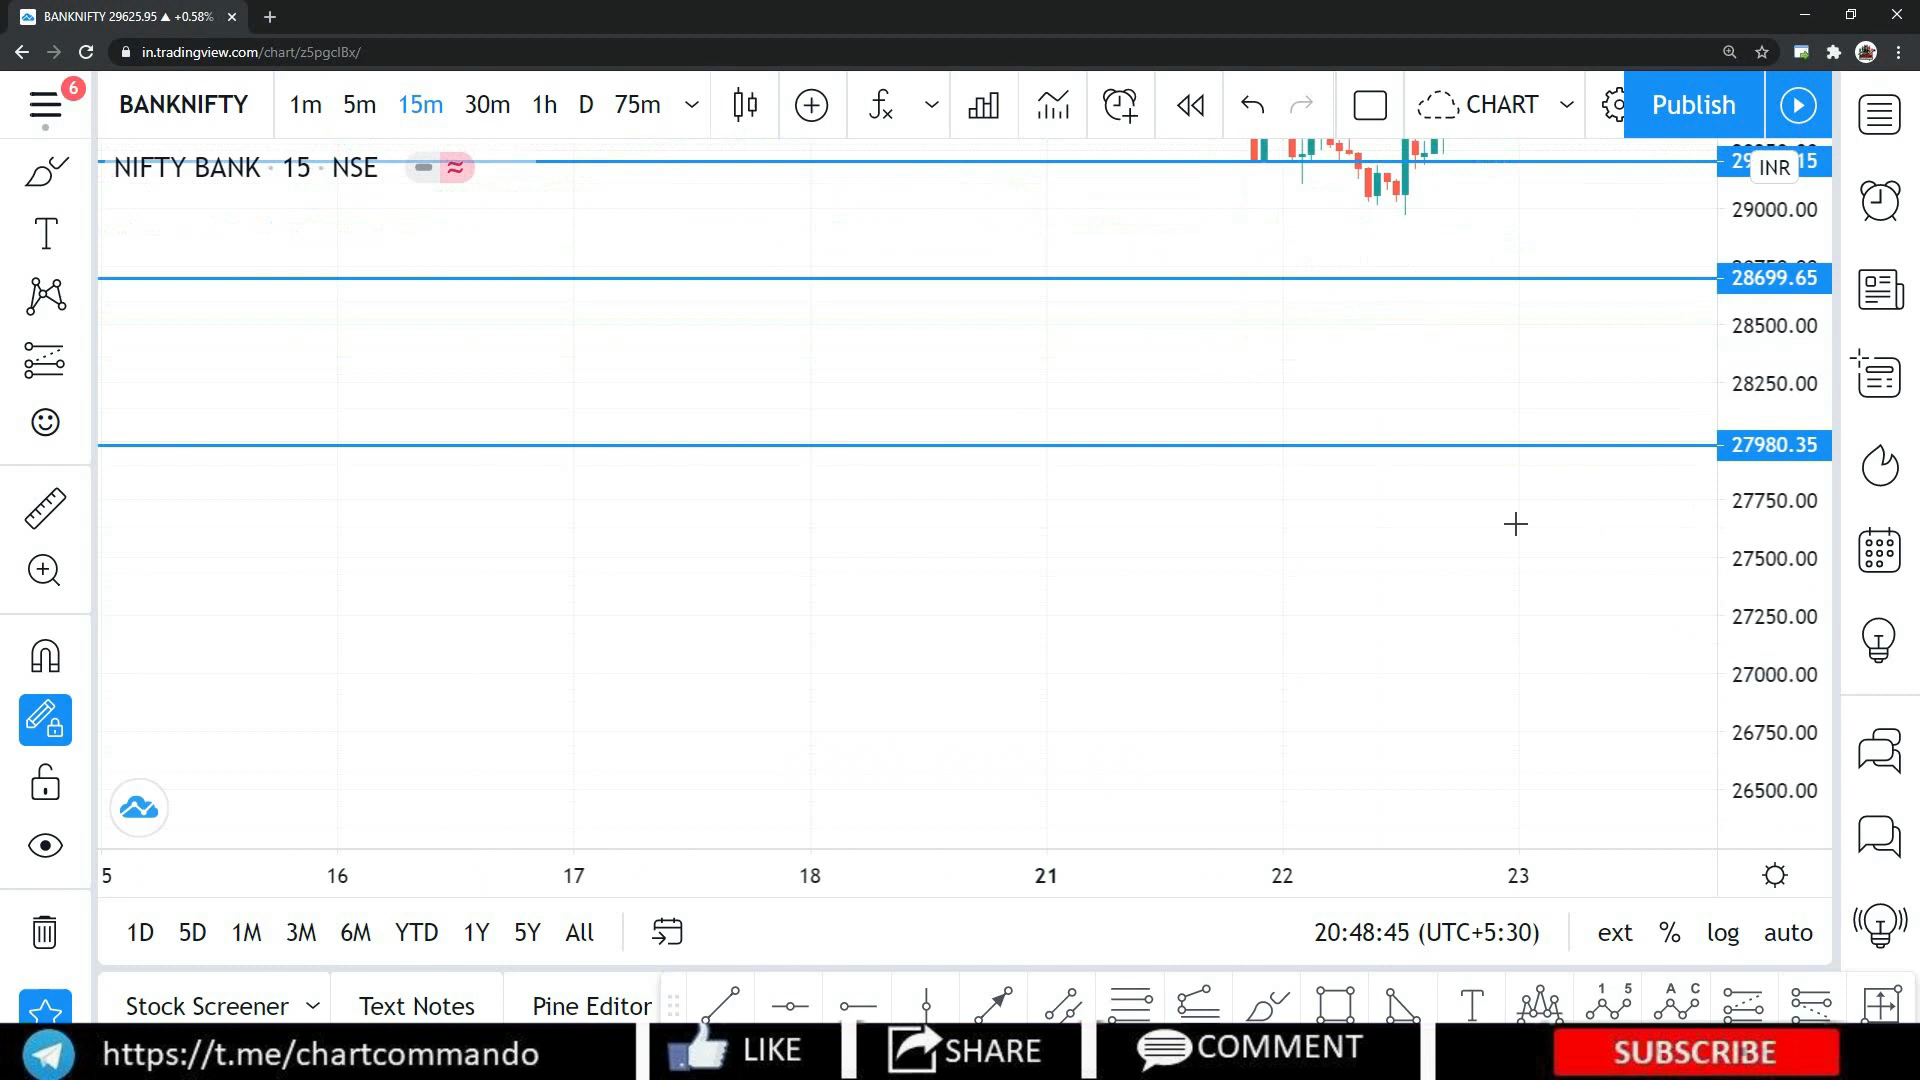 BANKNIFTY 29625.95 ▲ +0.58%
in.tradingview.com/chart/z5pgclBx/
6
BANKNIFTY 1m 5m 15m 30m 1h D 75m CHART Publish
NIFTY BANK · 15 · NSE
INR
29000.00
28699.65
28500.00
28250.00
27980.35
27750.00
27500.00
27250.00
27000.00
26750.00
26500.00
5 16 17 18 21 22 23
1D 5D 1M 3M 6M YTD 1Y 5Y All 20:48:45 (UTC+5:30) ext % log auto
Stock Screener Text Notes Pine Editor
https://t.me/chartcommando LIKE SHARE COMMENT SUBSCRIBE